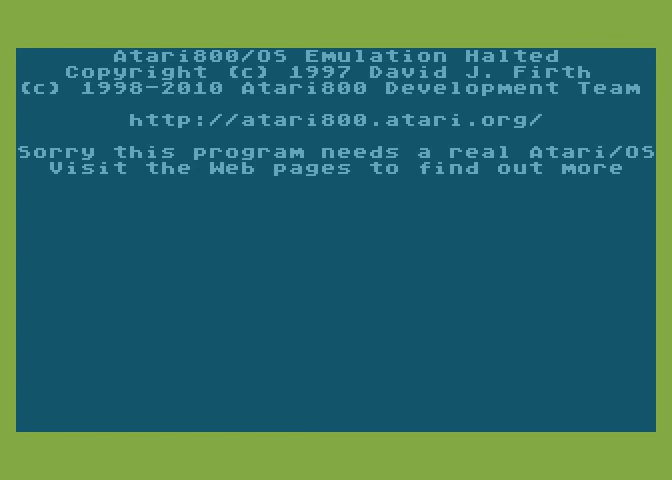 Atari800/OS Emulation Halted
Copyright (c) 1997 David J. Firth
(c) 1998-2010 Atari800 Development Team
http://atari800.atari.org/
Sorry this program needs a real Atari/OS
Visit the Web pages to find out more